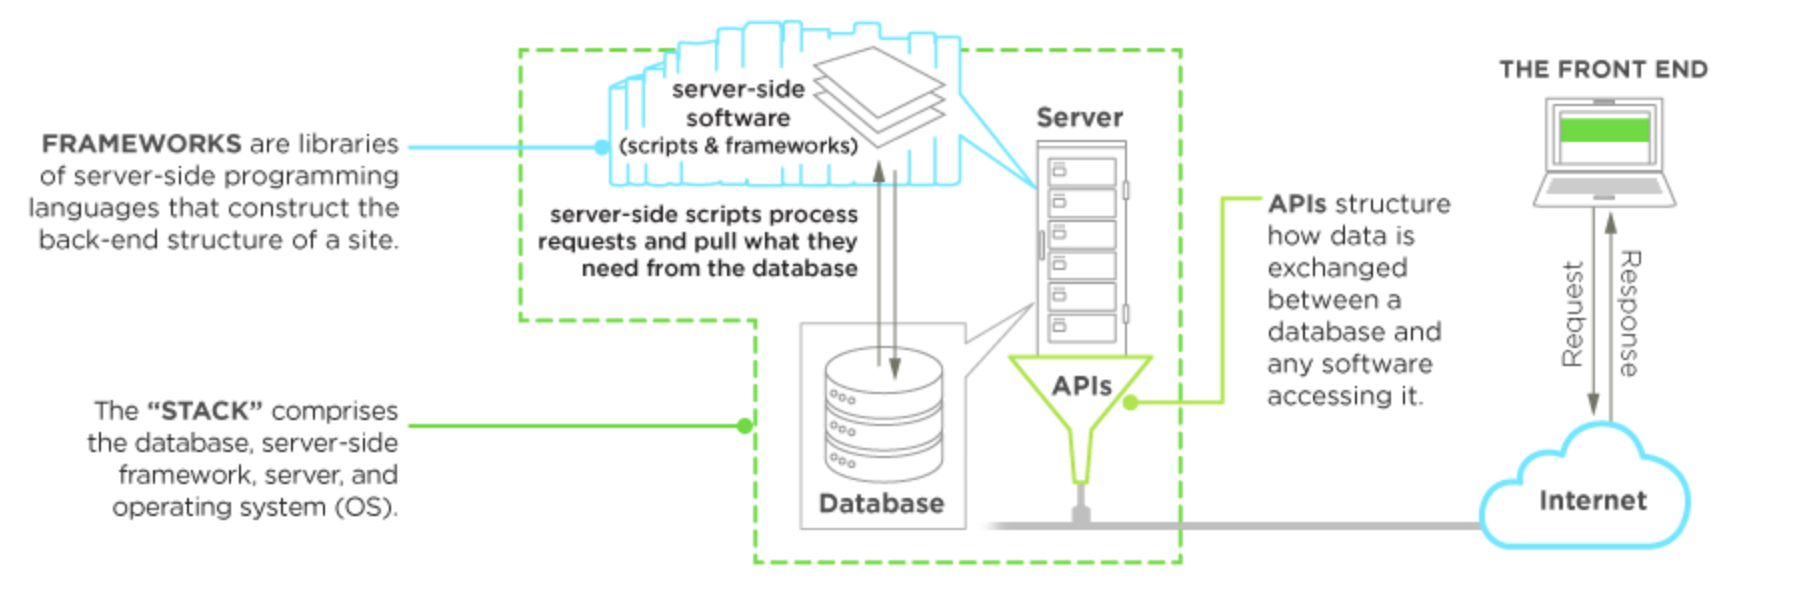 FRAMEWORKS are libraries
of server-side programming
languages that construct the
back-end structure of a site.
The “STACK” comprises
the database, server-side
framework, server, and
operating system (OS).
server-side
software
(scripts & frameworks)
server-side scripts process
requests and pull what they
need from the database
Database
Server
APIs
APIs structure
how data is
exchanged
between a
database and
any software
accessing it.
THE FRONT END
Request
Response
Internet